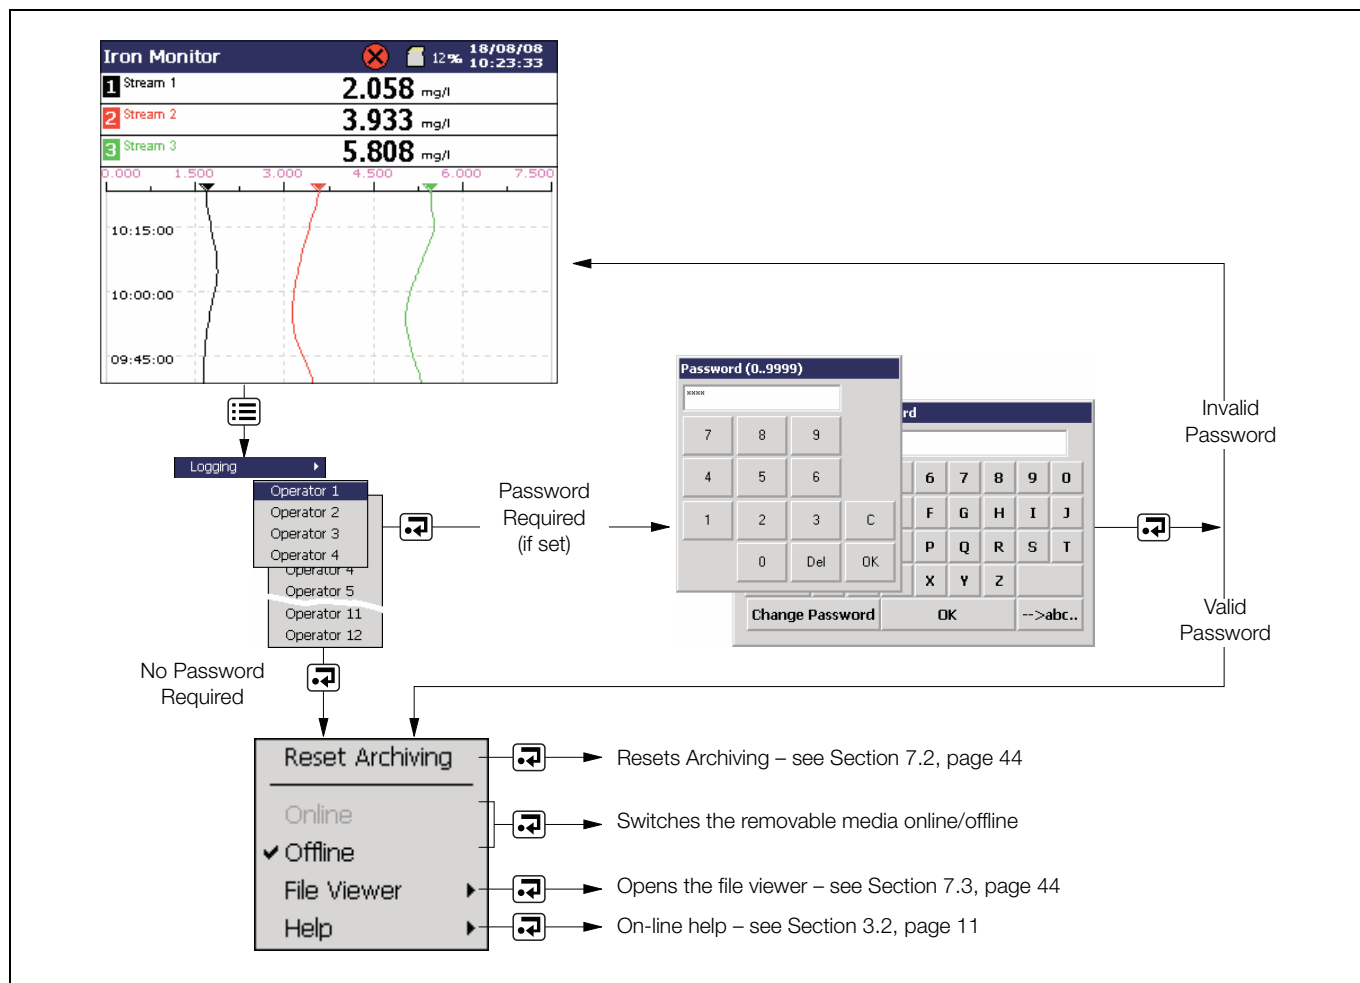 Iron Monitor
12% 18/08/08
10:23:33
1 Stream 1 2.058 mg/l
2 Stream 2 3.933 mg/l
3 Stream 3 5.808 mg/l
0.000 1.500 3.000 4.500 6.000 7.500
10:15:00
10:00:00
09:45:00
Logging
Operator 1
Operator 2
Operator 3
Operator 4
Operator 4
Operator 5
Operator 11
Operator 12
Password
Required
(if set)
Password (0..9999)
****
7 8 9
4 5 6
1 2 3 C
0 Del OK
rd
6 7 8 9 0
F G H I J
P Q R S T
X Y Z
Change Password OK -->abc..
Invalid
Password
Valid
Password
No Password
Required
Reset Archiving
Online
Offline
File Viewer
Help
Resets Archiving – see Section 7.2, page 44
Switches the removable media online/offline
Opens the file viewer – see Section 7.3, page 44
On-line help – see Section 3.2, page 11